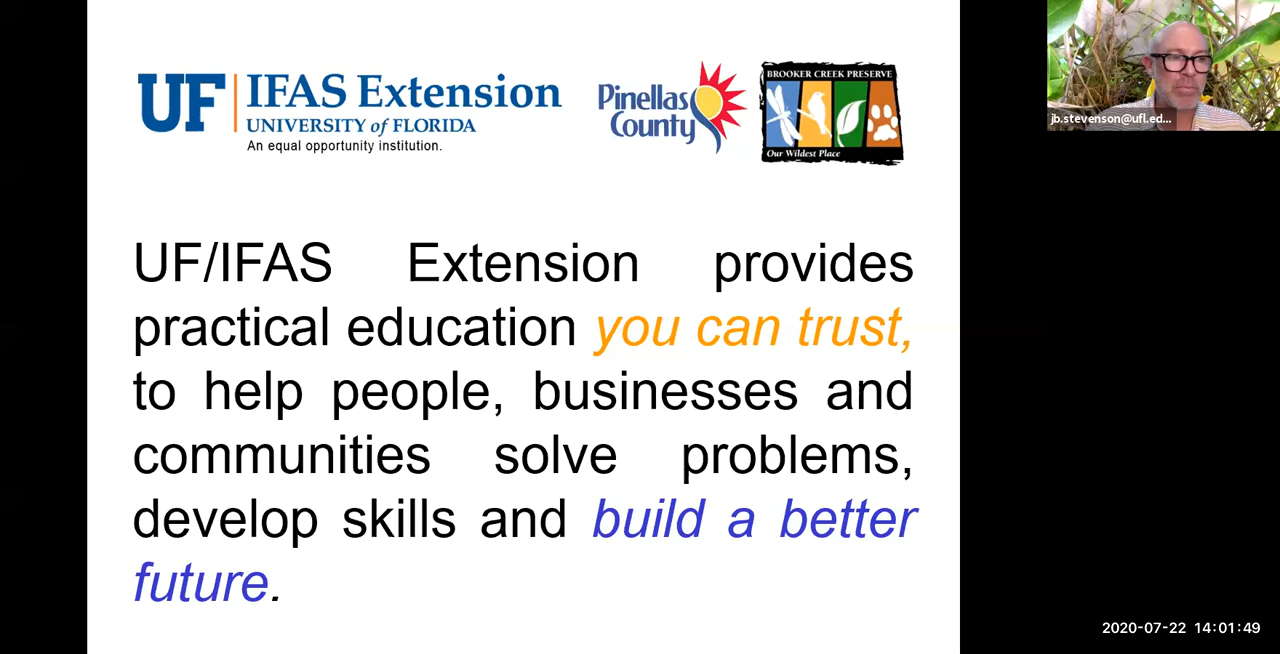 UF IFAS Extension
UNIVERSITY of FLORIDA
An equal opportunity institution.
Pinellas
County
BROOKER CREEK PRESERVE
Our Wildest Place
jb.stevenson@ufl.ed...
UF/IFAS Extension provides
practical education you can trust,
to help people, businesses and
communities solve problems,
develop skills and build a better
future.
2020-07-22 14:01:49